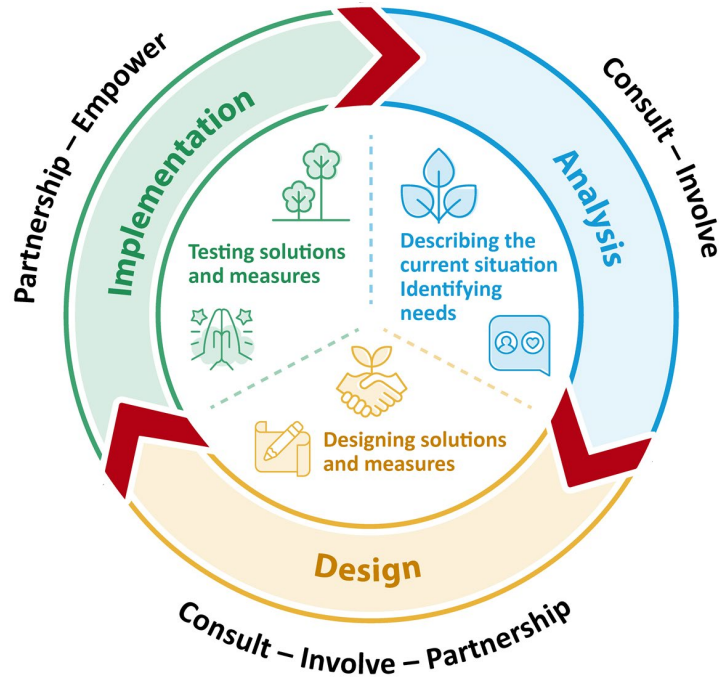 Partnership – Empower
Consult – Involve
Implementation
Analysis
Testing solutions
and measures
Describing the
current situation
Identifying
needs
Designing solutions
and measures
Design
Consult – Involve – Partnership